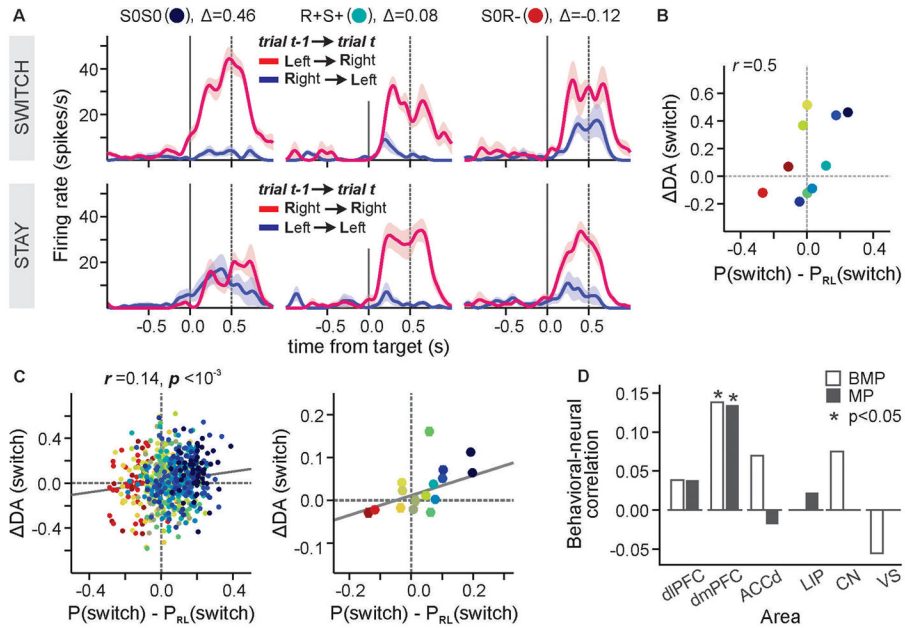 A
S0S0 (●), Δ=0.46
R+S+(●), Δ=0.08
S0R-(●), Δ=-0.12
SWITCH
trial t-1→trial t
Left→Right
Right→Left
40
20
Firing rate (spikes/s)
STAY
trial t-1→trial t
Right→Right
Left→Left
40
20
-0.5 0.0 0.5
-0.5 0.0 0.5
-0.5 0.0 0.5
time from target (s)
B
r=0.5
ΔDA (switch)
0.6
0.4
0.2
0.0
-0.2
-0.4 0.0 0.4
P(switch) - PRL(switch)
C
r=0.14, p <10-3
ΔDA (switch)
0.8
0.4
0.0
-0.4
-0.5 0.0 0.5
P(switch) - PRL(switch)
ΔDA (switch)
0.2
0.1
0.0
-0.1
-0.2 0.0 0.2
P(switch) - PRL(switch)
D
BMP
MP
* p<0.05
* *
Behavioral-neural
correlation
0.15
0.10
0.05
0.00
-0.05
dlPFC
dmPFC
ACCd
LIP
CN
VS
Area